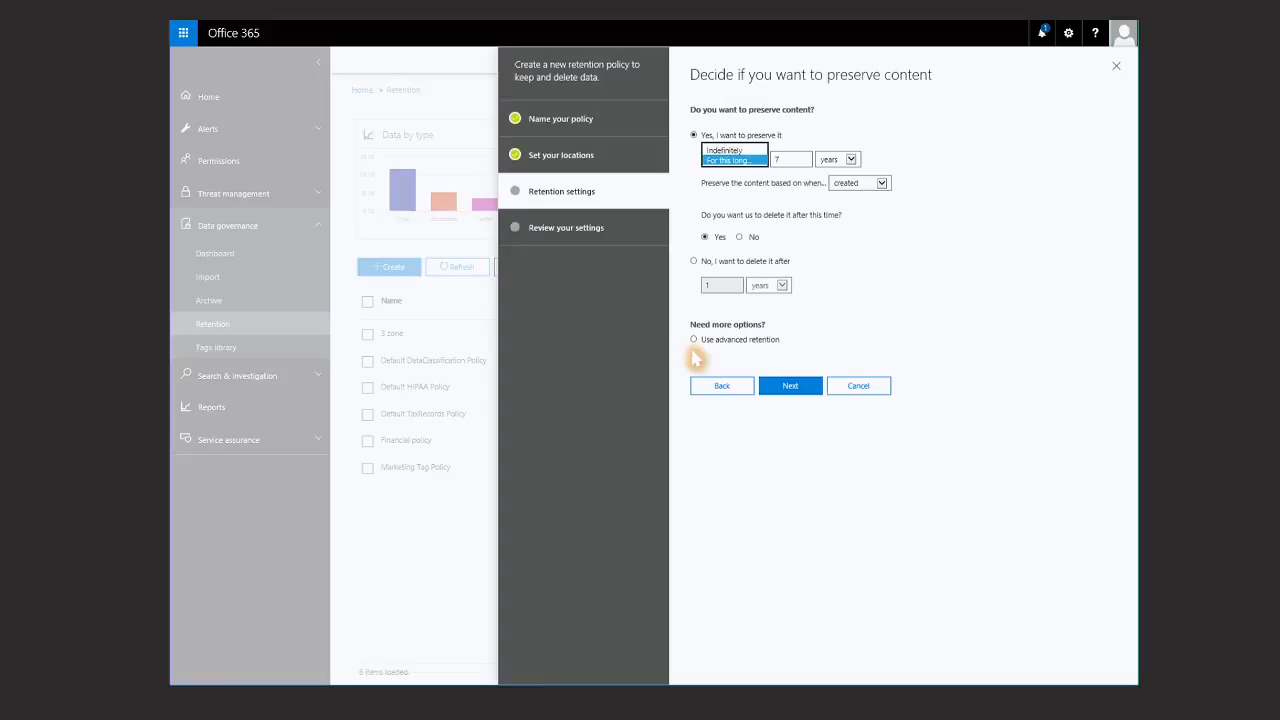 Office 365
1
?
Home
Alerts
Permissions
Threat management
Data governance
Dashboard
Import
Archive
Retention
Tags library
Search & investigation
Reports
Service assurance
Home > Retention
Data by type
+ Create
Refresh
Name
3 zone
Default DataClassification Policy
Default HIPAA Policy
Default TaxRecords Policy
Financial policy
Marketing Tag Policy
6 items loaded.
Create a new retention policy to
keep and delete data.
Name your policy
Set your locations
Retention settings
Review your settings
Decide if you want to preserve content
Do you want to preserve content?
Yes, I want to preserve it
Indefinitely
For this long... 7 years
Preserve the content based on when... created
Do you want us to delete it after this time?
Yes No
No, I want to delete it after
1 years
Need more options?
Use advanced retention
Back Next Cancel